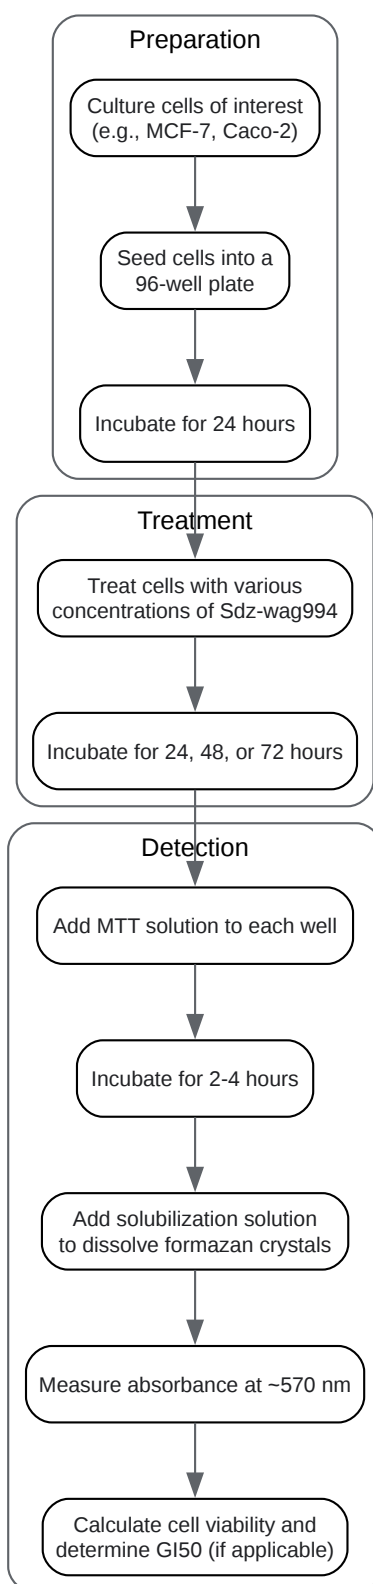 Preparation
Culture cells of interest
(e.g., MCF-7, Caco-2)
Seed cells into a
96-well plate
Incubate for 24 hours
Treatment
Treat cells with various
concentrations of Sdz-wag994
Incubate for 24, 48, or 72 hours
Detection
Add MTT solution to each well
Incubate for 2-4 hours
Add solubilization solution
to dissolve formazan crystals
Measure absorbance at ~570 nm
Calculate cell viability and
determine GI50 (if applicable)